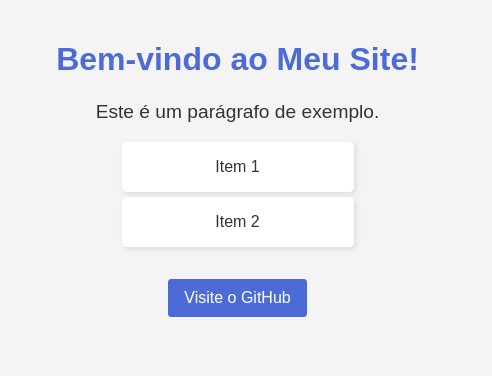 Bem-vindo ao Meu Site!
Este é um parágrafo de exemplo.
Item 1
Item 2
Visite o GitHub